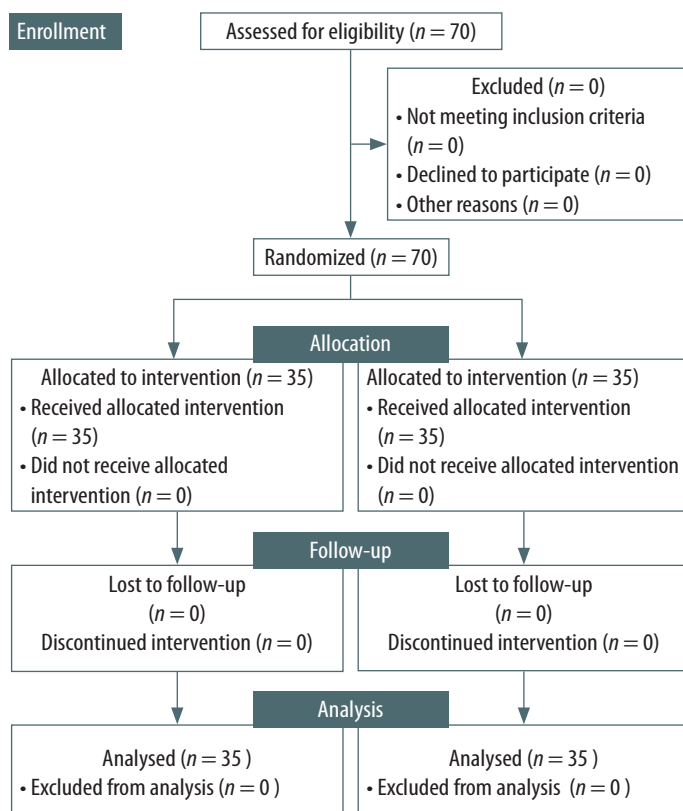 Enrollment
Assessed for eligibility (n = 70)
Excluded (n = 0)
• Not meeting inclusion criteria
(n = 0)
• Declined to participate (n = 0)
• Other reasons (n = 0)
Randomized (n = 70)
Allocation
Allocated to intervention (n = 35)
• Received allocated intervention
(n = 35)
• Did not receive allocated
intervention (n = 0)
Allocated to intervention (n = 35)
• Received allocated intervention
(n = 35)
• Did not receive allocated intervention
(n = 0)
Follow-up
Lost to follow-up
(n = 0)
Discontinued intervention (n = 0)
Lost to follow-up
(n = 0)
Discontinued intervention (n = 0)
Analysis
Analysed (n = 35 )
• Excluded from analysis (n = 0 )
Analysed (n = 35 )
• Excluded from analysis (n = 0 )